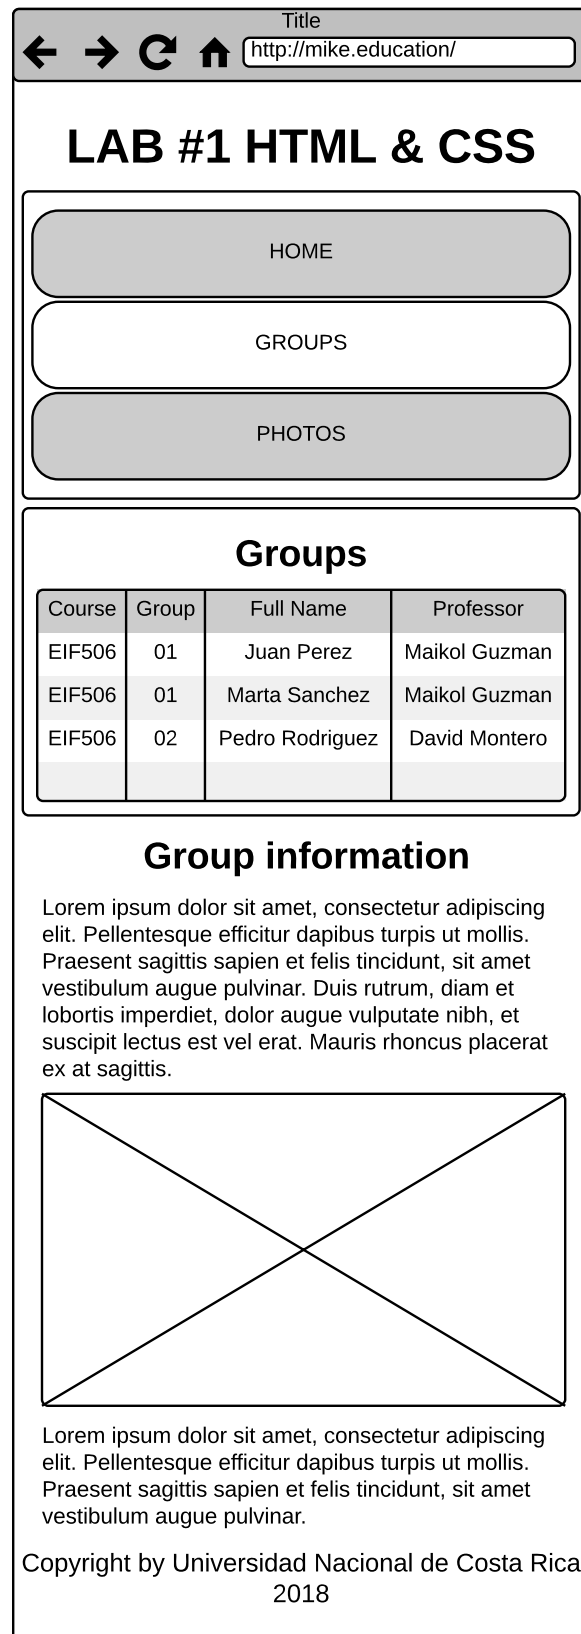 Title
http://mike.education/
LAB #1 HTML & CSS
HOME
GROUPS
PHOTOS
Groups
Course Group Full Name Professor
EIF506 01 Juan Perez Maikol Guzman
EIF506 01 Marta Sanchez Maikol Guzman
EIF506 02 Pedro Rodriguez David Montero
Group information
Lorem ipsum dolor sit amet, consectetur adipiscing
elit. Pellentesque efficitur dapibus turpis ut mollis.
Praesent sagittis sapien et felis tincidunt, sit amet
vestibulum augue pulvinar. Duis rutrum, diam et
lobortis imperdiet, dolor augue vulputate nibh, et
suscipit lectus est vel erat. Mauris rhoncus placerat
ex at sagittis.
Lorem ipsum dolor sit amet, consectetur adipiscing
elit. Pellentesque efficitur dapibus turpis ut mollis.
Praesent sagittis sapien et felis tincidunt, sit amet
vestibulum augue pulvinar.
Copyright by Universidad Nacional de Costa Rica
2018